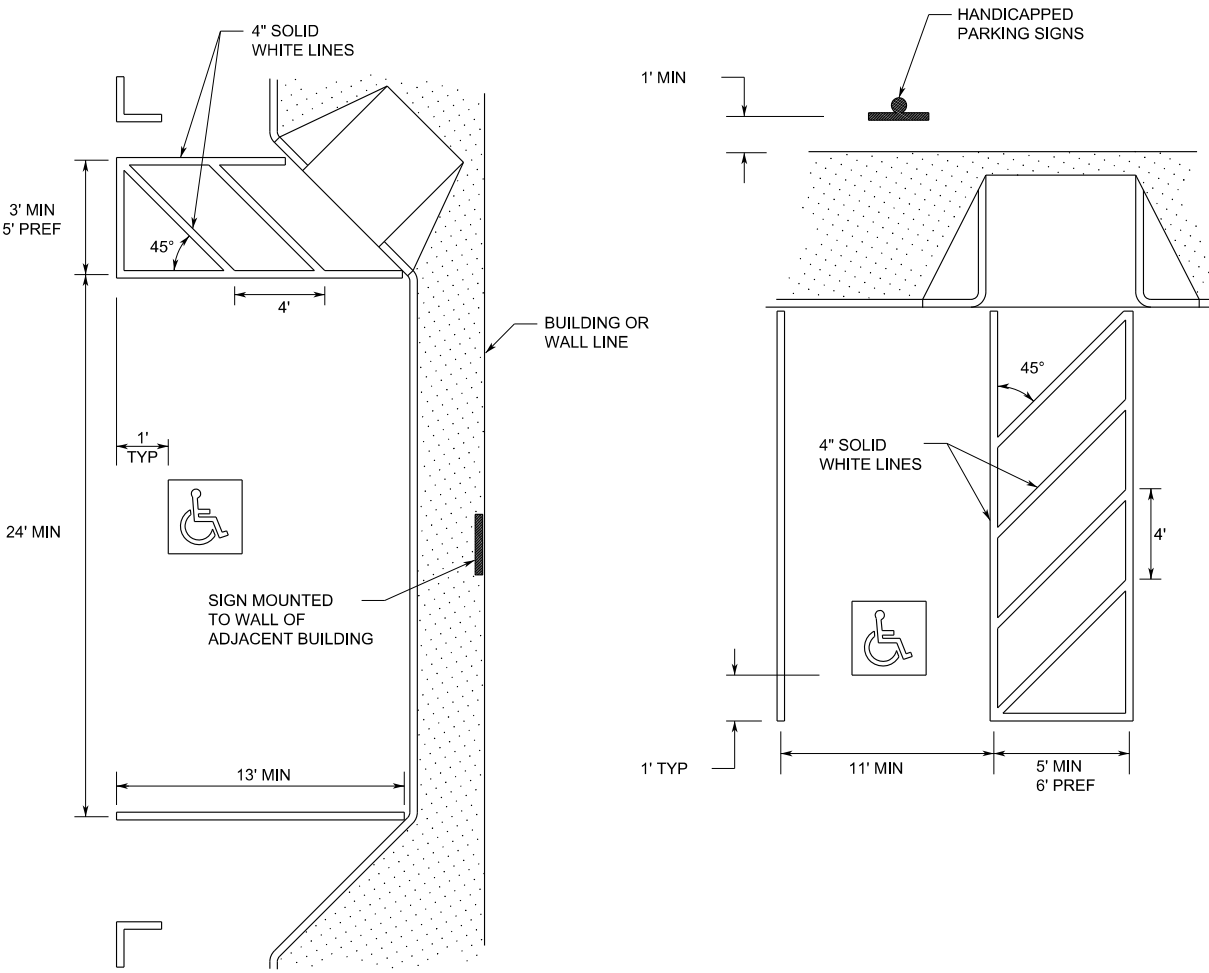 4" SOLID
WHITE LINES
3' MIN
5' PREF
45°
4'
1'
TYP
24' MIN
BUILDING OR
WALL LINE
SIGN MOUNTED
TO WALL OF
ADJACENT BUILDING
13' MIN
HANDICAPPED
PARKING SIGNS
1' MIN
45°
4" SOLID
WHITE LINES
4'
1' TYP
11' MIN
5' MIN
6' PREF